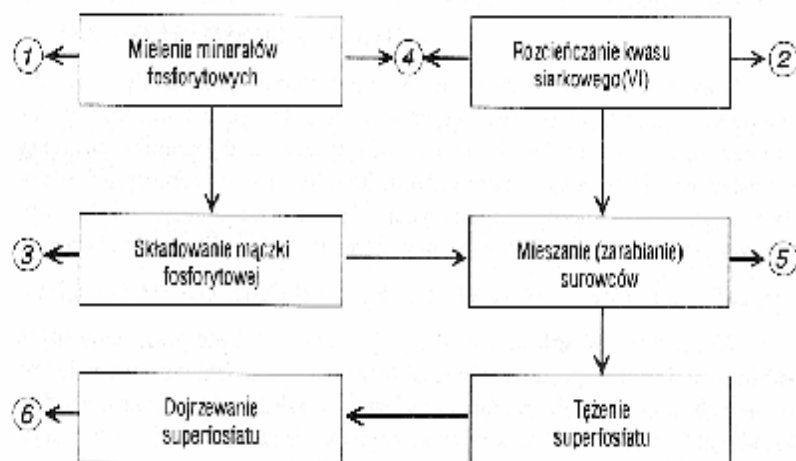 1
Mielenie minerałów
fosforytowych
4
Rozcieńczanie kwasu
siarkowego(VI)
2
3
Składowanie mączki
fosforytowej
Mieszanie (zarabianie)
surowców
5
6
Dojrzewanie
superfosfatu
Tężenie
superfosfatu